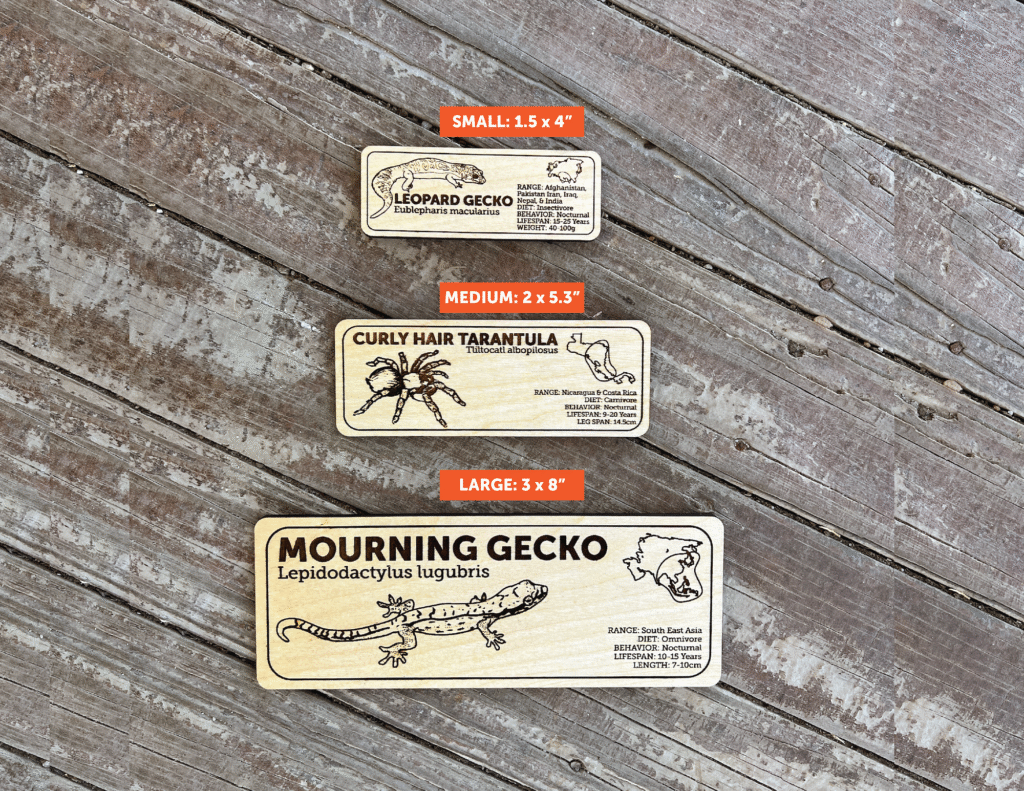 SMALL: 1.5 x 4”
LEOPARD GECKO
Eublepharis macularius
RANGE: Afghanistan,
Pakistan Iran, Iraq,
Nepal, & India
DIET: Insectivore
BEHAVIOR: Nocturnal
LIFESPAN: 15-25 Years
WEIGHT: 40-100g
MEDIUM: 2 x 5.3”
CURLY HAIR TARANTULA
Tliltocatl albopilosus
RANGE: Nicaragua & Costa Rica
DIET: Carnivore
BEHAVIOR: Nocturnal
LIFESPAN: 9-20 Years
LEG SPAN: 14.5cm
LARGE: 3 x 8”
MOURNING GECKO
Lepidodactylus lugubris
RANGE: South East Asia
DIET: Omnivore
BEHAVIOR: Nocturnal
LIFESPAN: 10-15 Years
LENGTH: 7-10cm